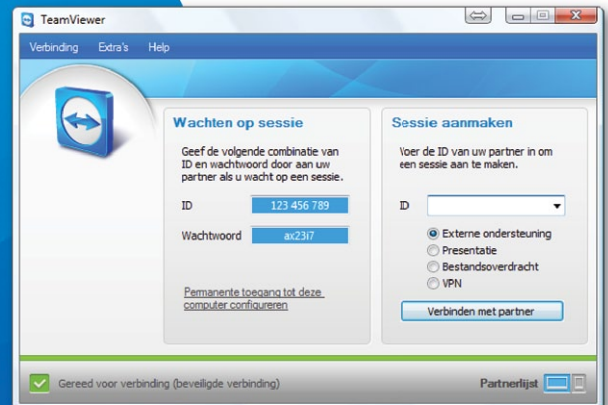 TeamViewer
Verbinding Extra's Help
Wachten op sessie
Geef de volgende combinatie van
ID en wachtwoord door aan uw
partner als u wacht op een sessie.
ID 123 456 789
Wachtwoord ax23i7
Permanente toegang tot deze
computer configureren
Sessie aanmaken
Voer de ID van uw partner in om
een sessie aan te maken.
ID
Externe ondersteuning
Presentatie
Bestandsoverdracht
VPN
Verbinden met partner
Gereed voor verbinding (beveiligde verbinding)
Partnerlijst